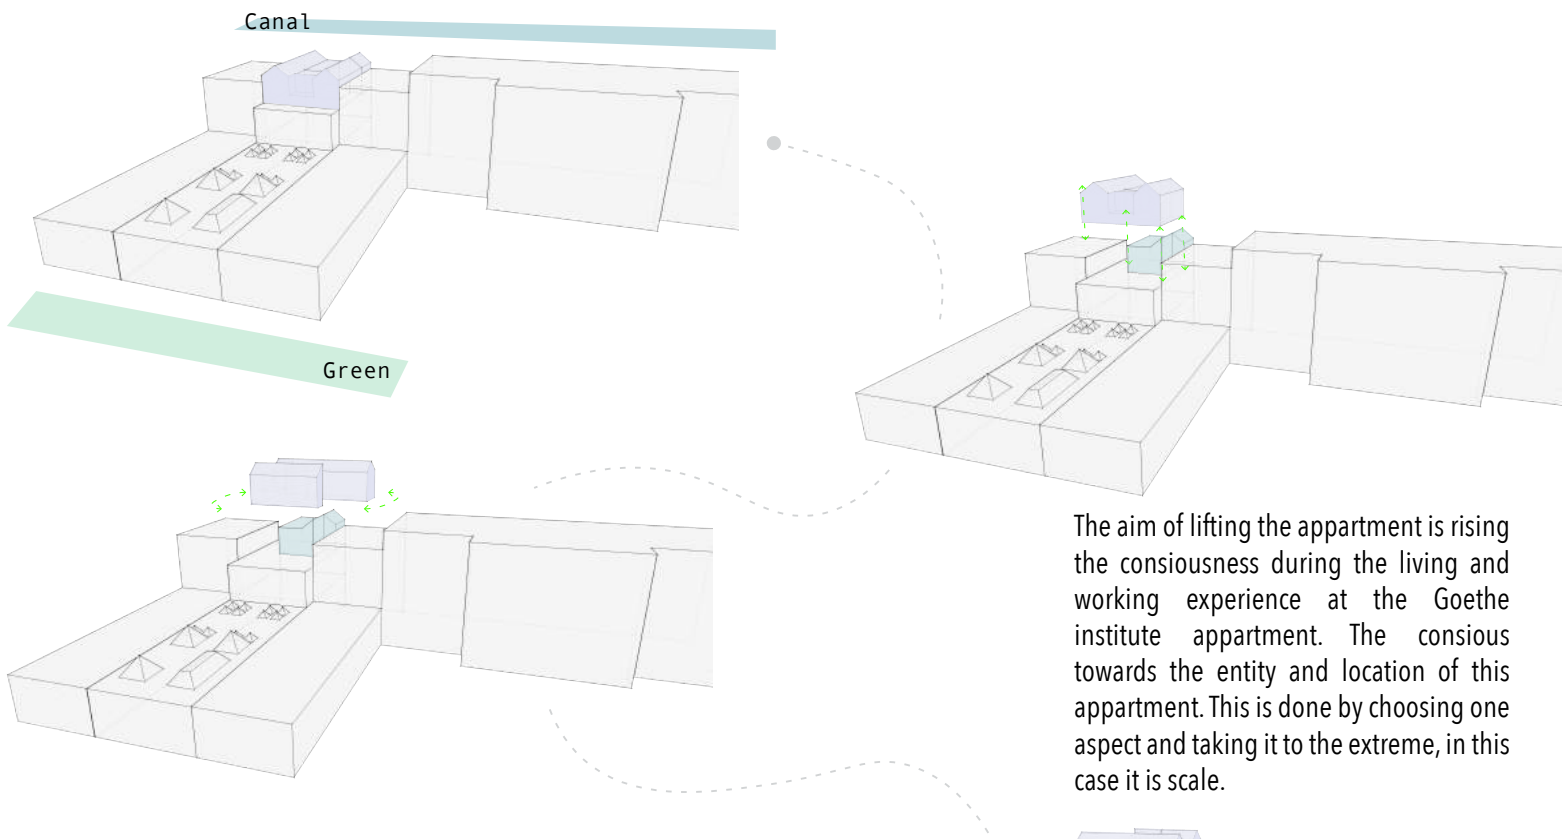 Canal
Green
The aim of lifting the appartment is rising
the consiousness during the living and
working experience at the Goethe
institute appartment. The consious
towards the entity and location of this
appartment. This is done by choosing one
aspect and taking it to the extreme, in this
case it is scale.